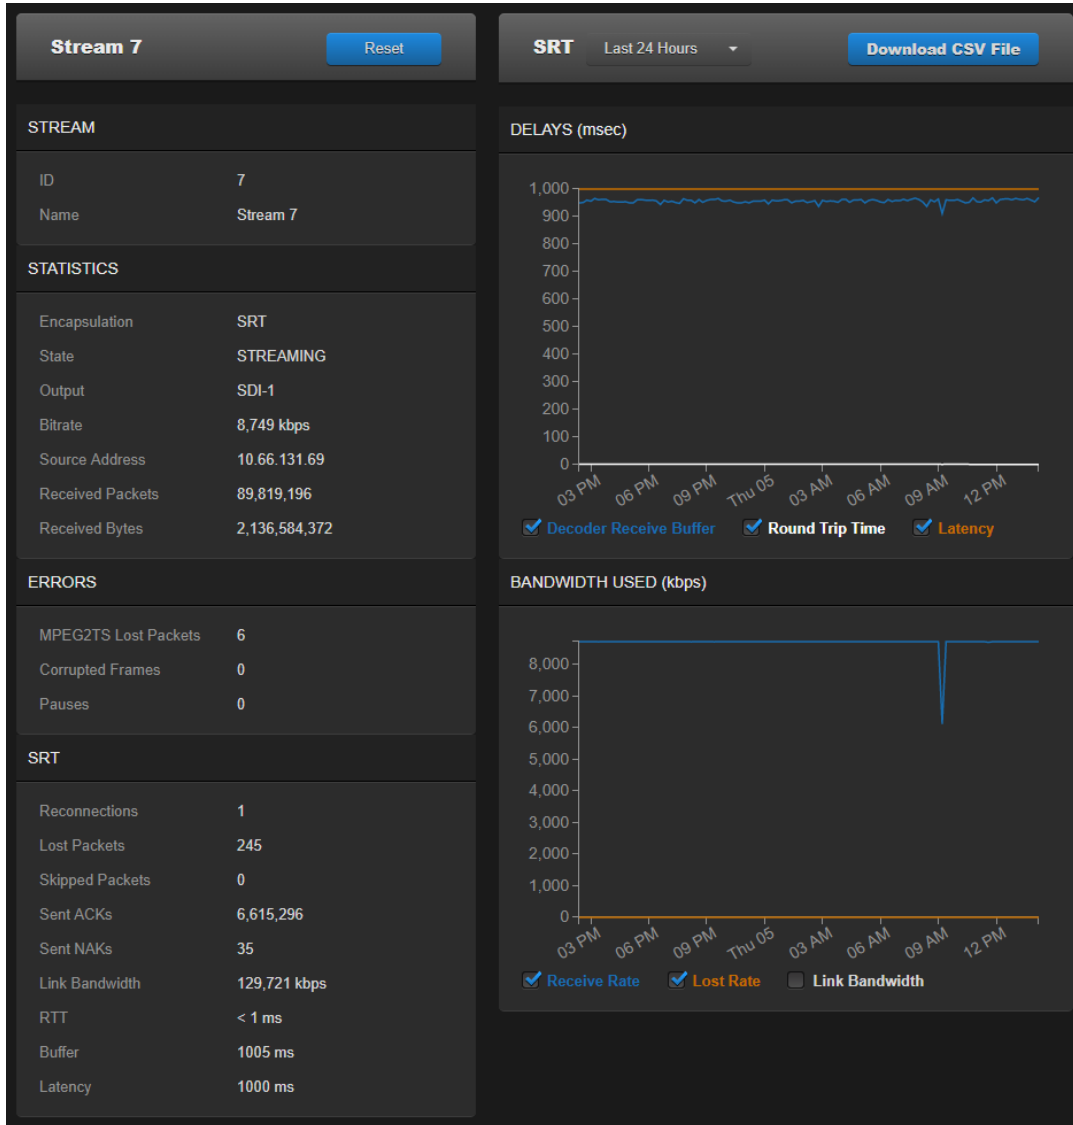 Stream 7
Reset
STREAM
ID 7
Name Stream 7
STATISTICS
Encapsulation SRT
State STREAMING
Output SDI-1
Bitrate 8,749 kbps
Source Address 10.66.131.69
Received Packets 89,819,196
Received Bytes 2,136,584,372
ERRORS
MPEG2TS Lost Packets 6
Corrupted Frames 0
Pauses 0
SRT
Reconnections 1
Lost Packets 245
Skipped Packets 0
Sent ACKs 6,615,296
Sent NAKs 35
Link Bandwidth 129,721 kbps
RTT < 1 ms
Buffer 1005 ms
Latency 1000 ms
SRT Last 24 Hours Download CSV File
DELAYS (msec)
1,000
900
800
700
600
500
400
300
200
100
0
03 PM 06 PM 09 PM Thu 05 03 AM 06 AM 09 AM 12 PM
Decoder Receive Buffer Round Trip Time Latency
BANDWIDTH USED (kbps)
8,000
7,000
6,000
5,000
4,000
3,000
2,000
1,000
0
03 PM 06 PM 09 PM Thu 05 03 AM 06 AM 09 AM 12 PM
Receive Rate Lost Rate Link Bandwidth